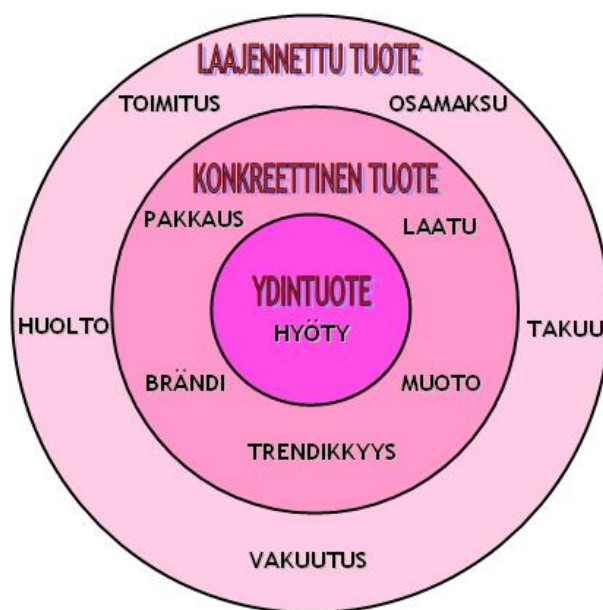 LAAJENNETTU TUOTE
TOIMITUS
OSAMAKSU
KONKREETTINEN TUOTE
PAKKAUS
LAATU
YDINTUOTE
HYÖTY
HUOLTO
TAKUU
BRÄNDI
MUOTO
TRENDIKKYYS
VAKUUTUS